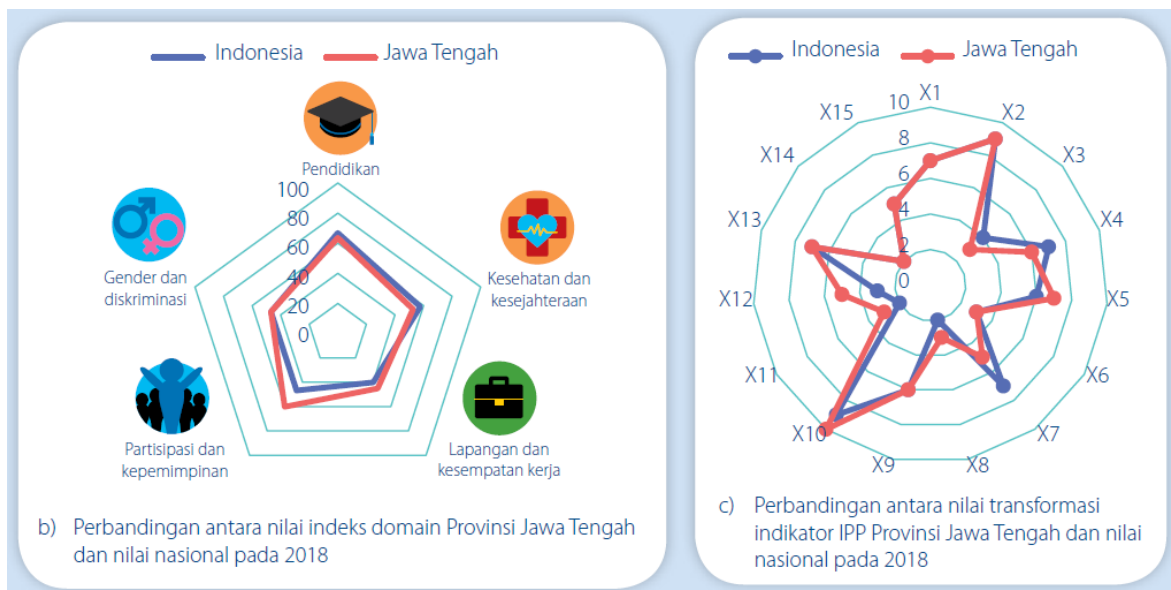 Indonesia
Jawa Tengah
Pendidikan
100
80
60
40
20
0
Kesehatan dan
kesejahteraan
Lapangan dan
kesempatan kerja
Partisipasi dan
kepemimpinan
Gender dan
diskriminasi
b) Perbandingan antara nilai indeks domain Provinsi Jawa Tengah
dan nilai nasional pada 2018
Indonesia
Jawa Tengah
10
8
6
4
2
0
X1
X2
X3
X4
X5
X6
X7
X8
X9
X10
X11
X12
X13
X14
X15
c) Perbandingan antara nilai transformasi
indikator IPP Provinsi Jawa Tengah dan nilai
nasional pada 2018